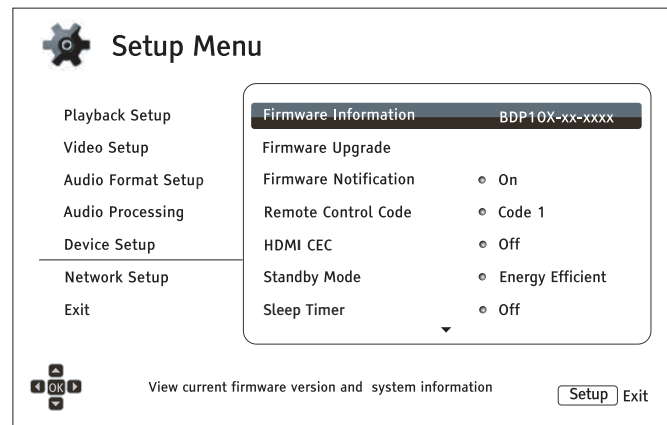 Setup Menu
Playback Setup
Video Setup
Audio Format Setup
Audio Processing
Device Setup
Network Setup
Exit
Firmware Information BDP10X-xx-xxxx
Firmware Upgrade
Firmware Notification On
Remote Control Code Code 1
HDMI CEC Off
Standby Mode Energy Efficient
Sleep Timer Off
OK
View current firmware version and system information
Setup Exit